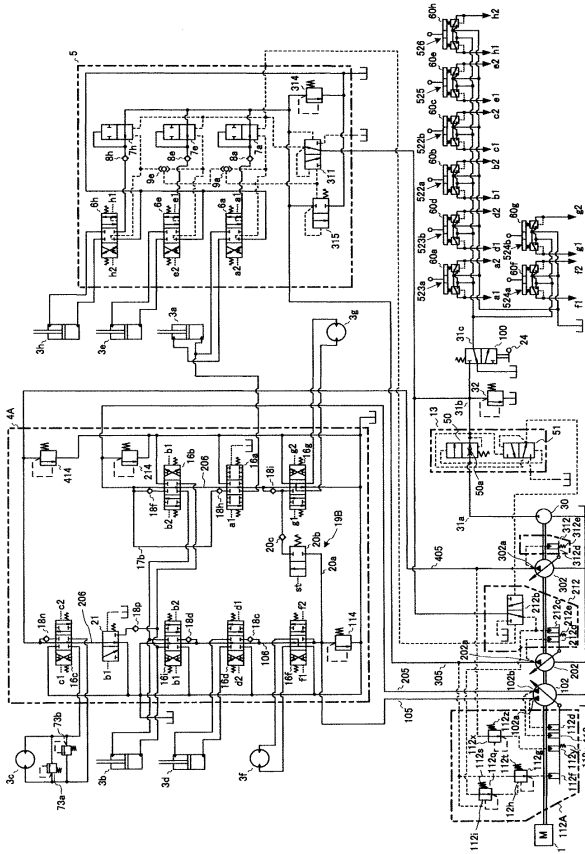 5
314
8h
7h
9e
8e
7e
9a
8a
7a
311
315
6h
h1
h2
6e
e1
e2
6a
a1
a2
3h
3e
3a
3g
4A
414
214
18f
b1
16b
b2
206
17b
18h
16a
a1
18i
g2
16g
g1
20c
20b
19B
st
20a
18n
c2
206
c1
16c
21
b1
18p
b2
18d
16i
b1
d1
18c
16d
d2
106
f2
16f
f1
114
3c
73b
73a
3b
3d
3f
60h
h2
526
h1
60e
e2
525
e1
60c
c2
522b
c1
60b
b2
522a
b1
60d
d2
523b
d1
60a
a2
523a
a1
60g
g2
524b
g1
60f
f2
524a
f1
31c
100
24
32
31b
13
50
50a
51
31a
30
405
302a
312
312e
312d
302
212
212b
212d
202a
305
202
205
105
102b
102a
102
112x
112z
112s
112q
112r
112t
112g
112h
112i
112d
112f
112A
M
1